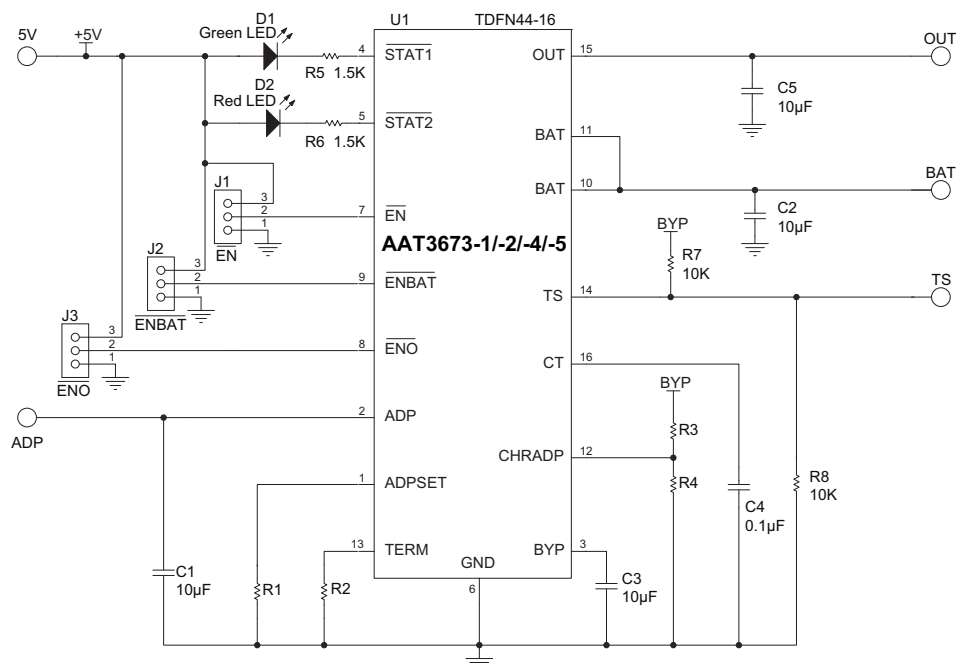 U1 TDFN44-16
D1
Green LED
5V +5V
4 STAT1 OUT 15 OUT
R5 1.5K
C5
10µF
D2
Red LED
5 STAT2
R6 1.5K
BAT 11
J1
3
2
1
7 EN
EN
BAT 10 BAT
C2
10µF
AAT3673-1/-2/-4/-5
BYP
R7
10K
J2
3
2
1
9 ENBAT
ENBAT
TS 14 TS
J3
3
2
1
8 ENO
ENO
CT 16
BYP
R3
ADP
2 ADP
CHRADP 12
R4
1 ADPSET
R8
10K
C4
0.1µF
13 TERM
BYP 3
GND
6
C1
10µF
R1
R2
C3
10µF